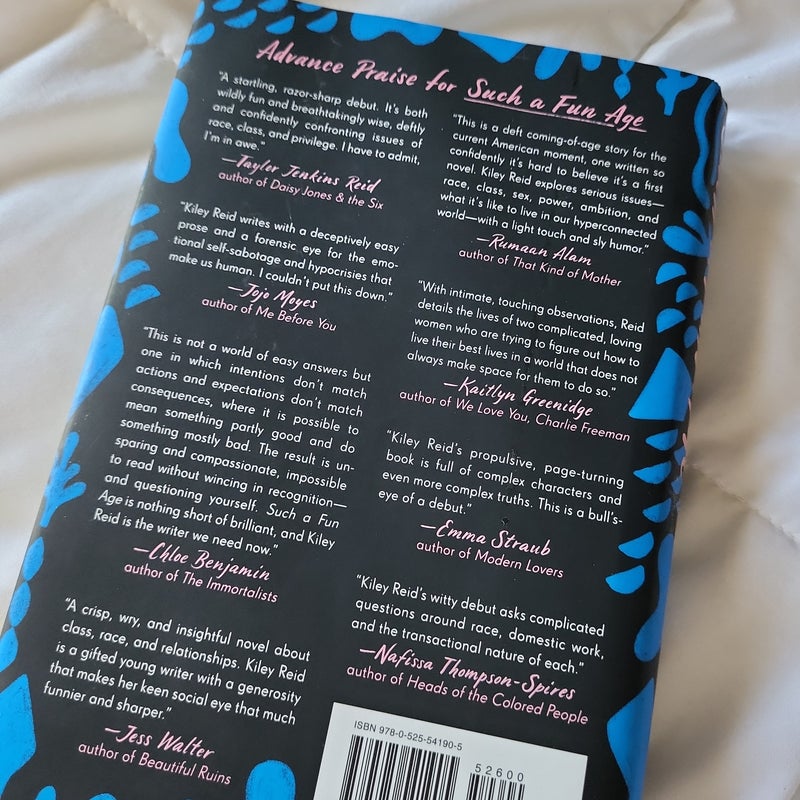 Advance Praise for Such a Fun Age
"A startling, razor-sharp debut. It's both
wildly fun and breathtakingly wise, deftly
and confidently confronting issues of
race, class, and privilege. I have to admit,
I'm in awe."
—Taylor Jenkins Reid
author of Daisy Jones & the Six
"Kiley Reid writes with a deceptively easy
prose and a forensic eye for the emo-
tional self-sabotage and hypocrisies that
make us human. I couldn't put this down."
—Jojo Moyes
author of Me Before You
"This is not a world of easy answers but
one in which intentions don't match
actions and expectations don't match
consequences, where it is possible to
mean something partly good and do
something mostly bad. The result is un-
sparing and compassionate, impossible
to read without wincing in recognition—
and questioning yourself. Such a Fun
Age is nothing short of brilliant, and Kiley
Reid is the writer we need now."
—Chloe Benjamin
author of The Immortalists
"A crisp, wry, and insightful novel about
class, race, and relationships. Kiley Reid
is a gifted young writer with a generosity
that makes her keen social eye that much
funnier and sharper."
—Jess Walter
author of Beautiful Ruins
"This is a deft coming-of-age story for the
current American moment, one written so
confidently it's hard to believe it's a first
novel. Kiley Reid explores serious issues—
race, class, sex, power, ambition, and
what it's like to live in our hyperconnected
world—with a light touch and sly humor."
—Rumaan Alam
author of That Kind of Mother
"With intimate, touching observations, Reid
details the lives of two complicated, loving
women who are trying to figure out how to
live their best lives in a world that does not
always make space for them to do so."
—Kaitlyn Greenidge
author of We Love You, Charlie Freeman
"Kiley Reid's propulsive, page-turning
book is full of complex characters and
even more complex truths. This is a bull's-
eye of a debut."
—Emma Straub
author of Modern Lovers
"Kiley Reid's witty debut asks complicated
questions around race, domestic work,
and the transactional nature of each."
—Nafissa Thompson-Spires
author of Heads of the Colored People
ISBN 978-0-525-54190-5
52600